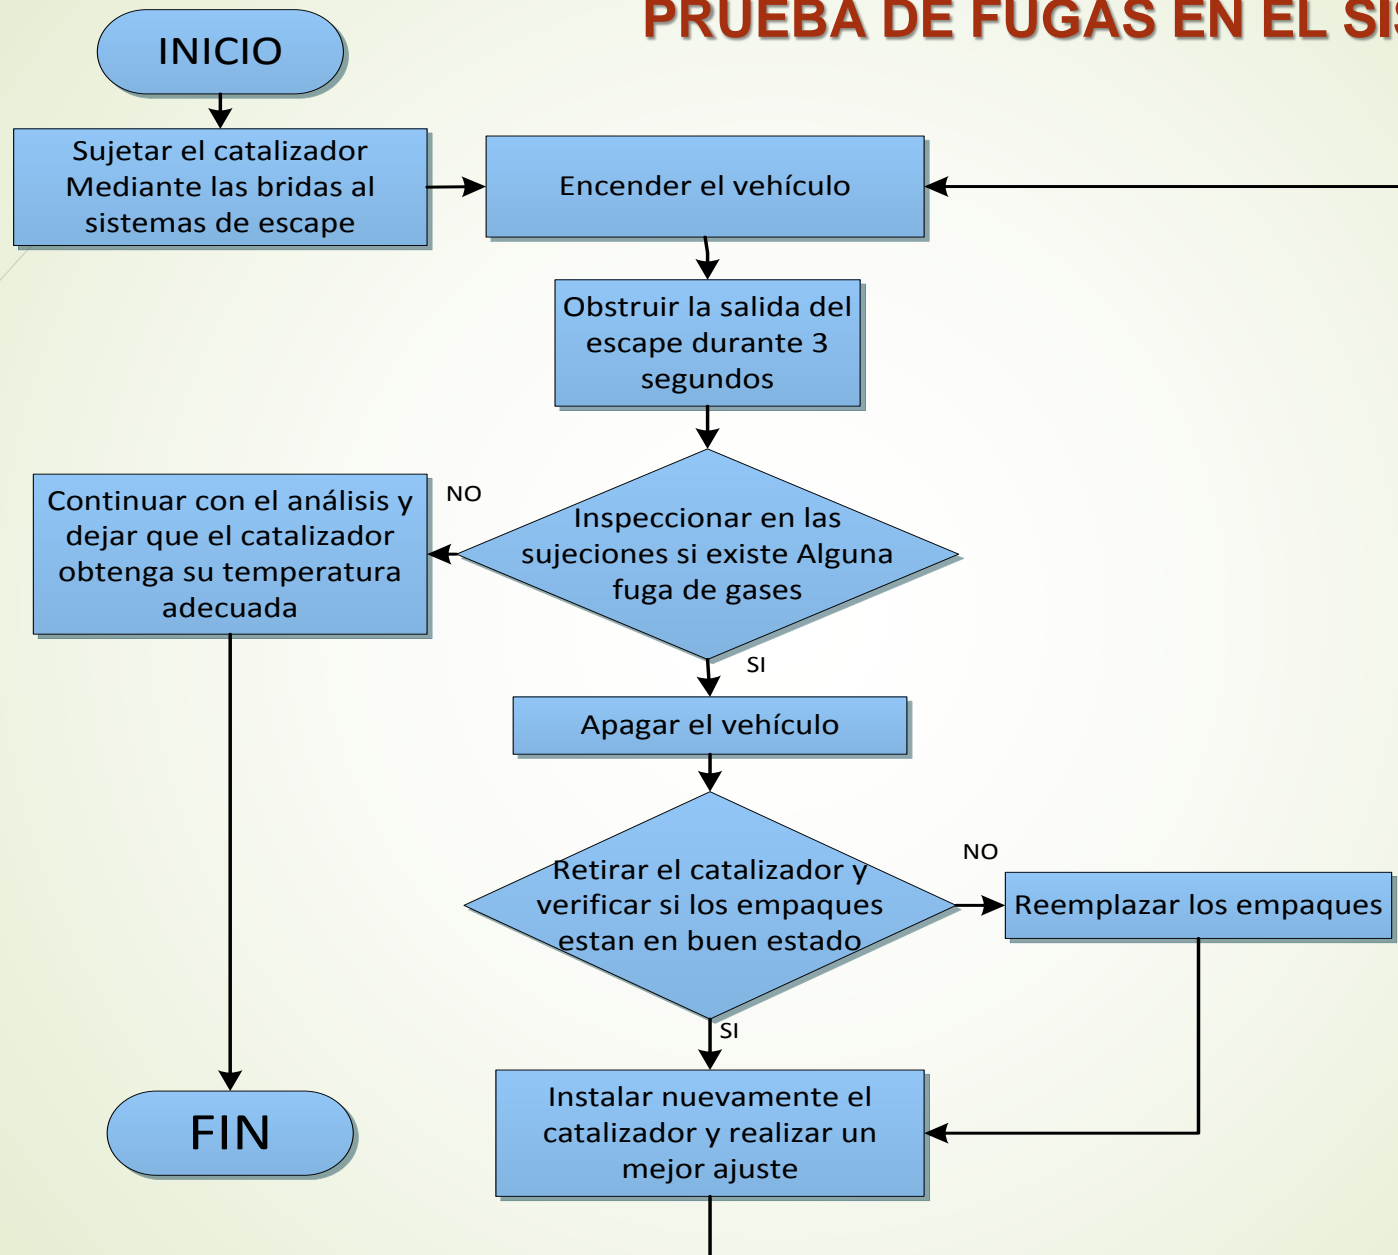 PRUEBA DE FUGAS EN EL SIS
INICIO
Sujetar el catalizador
Mediante las bridas al
sistemas de escape
Encender el vehículo
Obstruir la salida del
escape durante 3
segundos
Inspeccionar en las
sujeciones si existe Alguna
fuga de gases
NO
Continuar con el análisis y
dejar que el catalizador
obtenga su temperatura
adecuada
SI
Apagar el vehículo
Retirar el catalizador y
verificar si los empaques
estan en buen estado
NO
Reemplazar los empaques
SI
Instalar nuevamente el
catalizador y realizar un
mejor ajuste
FIN